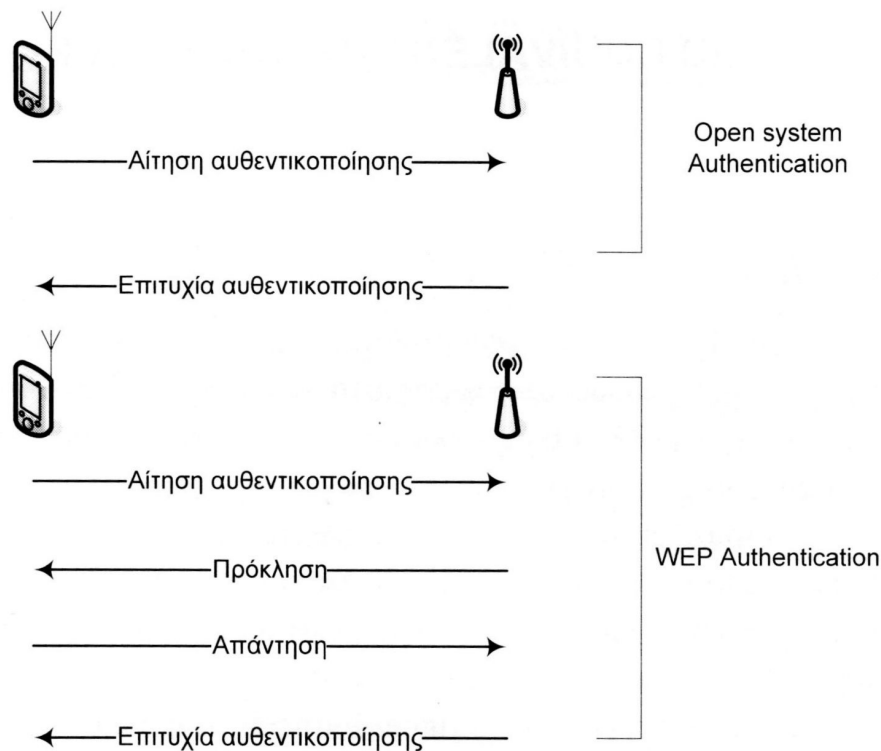 Open system
Authentication
Αίτηση αυθεντικοποίησης
Επιτυχία αυθεντικοποίησης
Αίτηση αυθεντικοποίησης
Πρόκληση
WEP Authentication
Απάντηση
Επιτυχία αυθεντικοποίησης